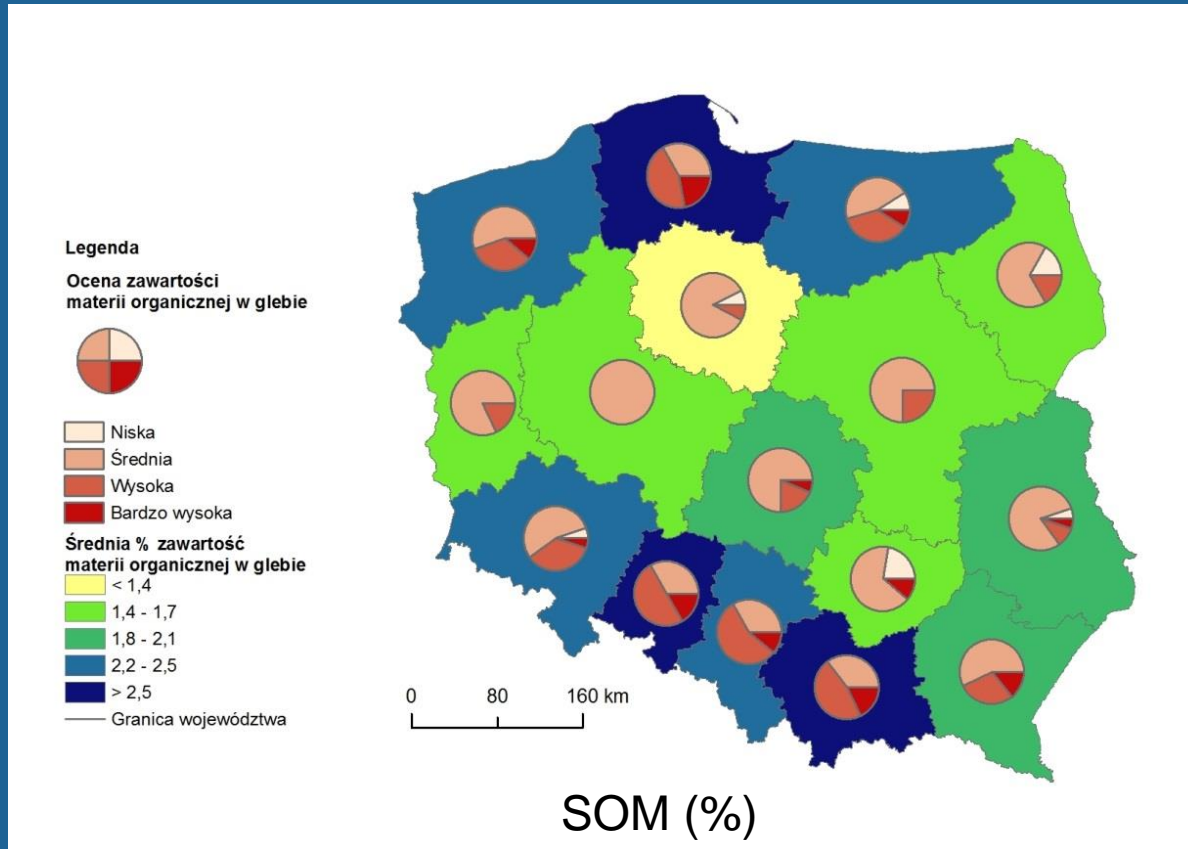 Legenda
Ocena zawartości
materii organicznej w glebie
Niska
Średnia
Wysoka
Bardzo wysoka
Średnia % zawartość
materii organicznej w glebie
< 1,4
1,4 - 1,7
1,8 - 2,1
2,2 - 2,5
> 2,5
Granica województwa
0 80 160 km
SOM (%)